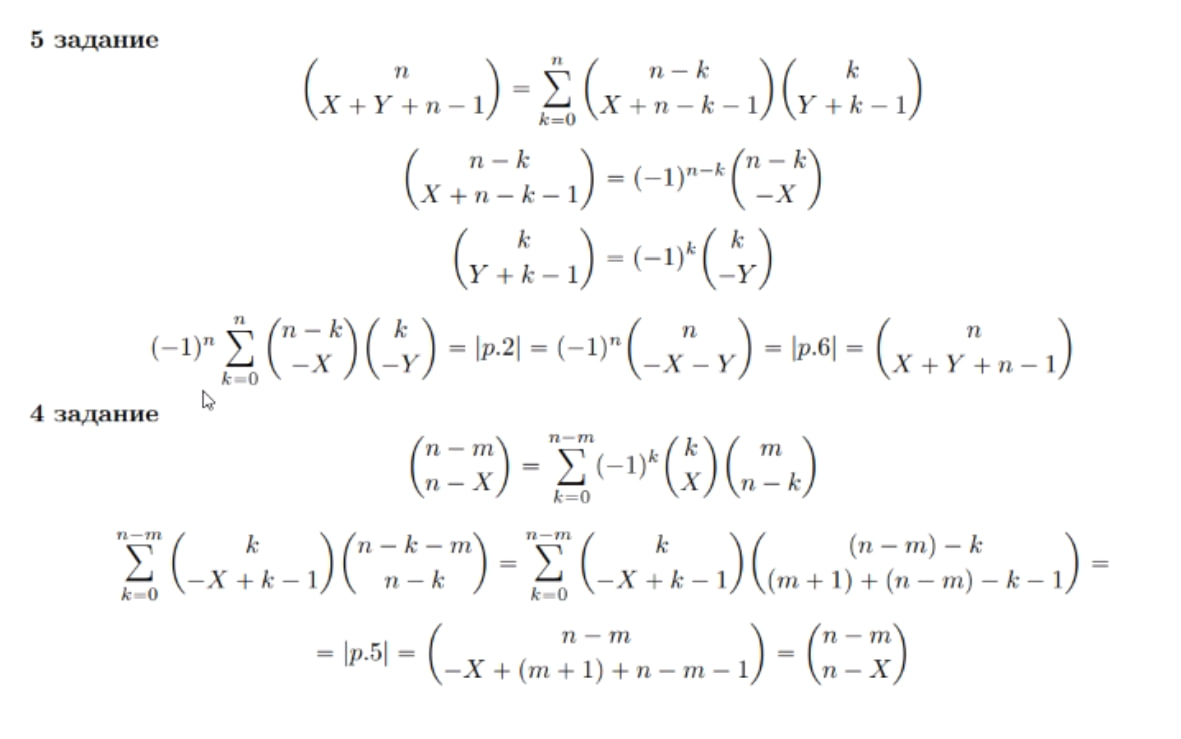 5 задание
$$\binom{n}{X+Y+n-1} = \sum_{k=0}^{n} \binom{n-k}{X+n-k-1} \binom{k}{Y+k-1}$$
$$\binom{n-k}{X+n-k-1} = (-1)^{n-k} \binom{n-k}{-X}$$
$$\binom{k}{Y+k-1} = (-1)^k \binom{k}{-Y}$$
$$(-1)^n \sum_{k=0}^{n} \binom{n-k}{-X} \binom{k}{-Y} = |p.2| = (-1)^n \binom{n}{-X-Y} = |p.6| = \binom{n}{X+Y+n-1}$$
4 задание
$$\binom{n-m}{n-X} = \sum_{k=0}^{n-m} (-1)^k \binom{k}{X} \binom{m}{n-k}$$
$$\sum_{k=0}^{n-m} \binom{k}{-X+k-1} \binom{n-k-m}{n-k} = \sum_{k=0}^{n-m} \binom{k}{-X+k-1} \binom{(n-m)-k}{(m+1)+(n-m)-k-1} =$$
$$= |p.5| = \binom{n-m}{-X+(m+1)+n-m-1} = \binom{n-m}{n-X}$$